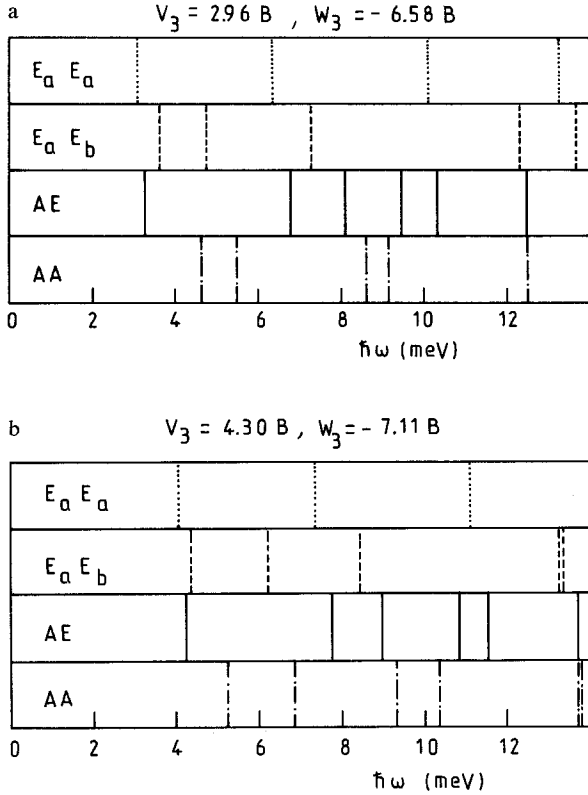 a
V₃ = 2.96 B , W₃ = - 6.58 B
Eₐ Eₐ
Eₐ E_b
AE
AA
0 2 4 6 8 10 12
ħω (meV)
b
V₃ = 4.30 B , W₃ = - 7.11 B
Eₐ Eₐ
Eₐ E_b
AE
AA
0 2 4 6 8 10 12
ħω (meV)